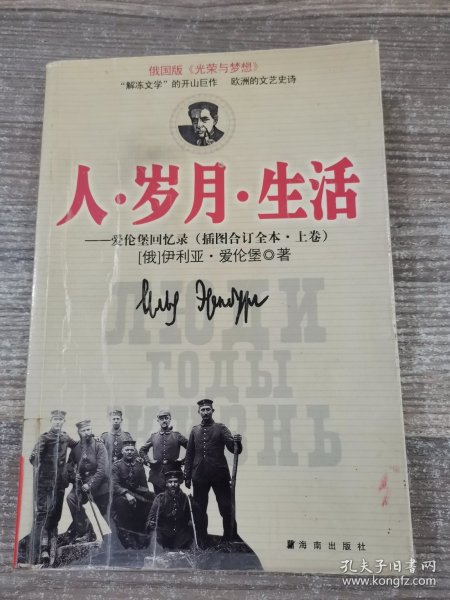 俄国版《光荣与梦想》
“解冻文学”的开山巨作 欧洲的文艺史诗
人·岁月·生活
——爱伦堡回忆录（插图合订全本·上卷）
[俄]伊利亚·爱伦堡◎著
ЛЮДИ
ГОДЫ
海南出版社
孔夫子旧书网
www.kongfz.com